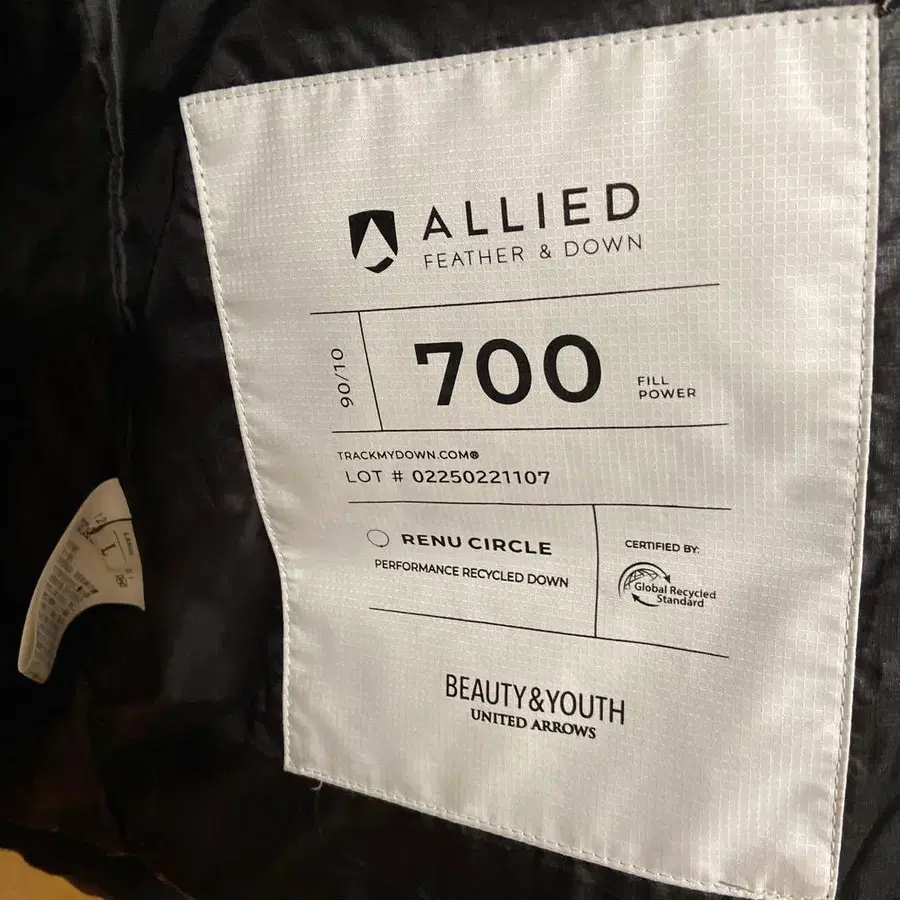 ALLIED
FEATHER & DOWN
90/10
700
FILL
POWER
TRACKMYDOWN.COM®
LOT # 02250221107
RENU CIRCLE
PERFORMANCE RECYCLED DOWN
CERTIFIED BY:
Global Recycled
Standard
BEAUTY&YOUTH
UNITED ARROWS
L